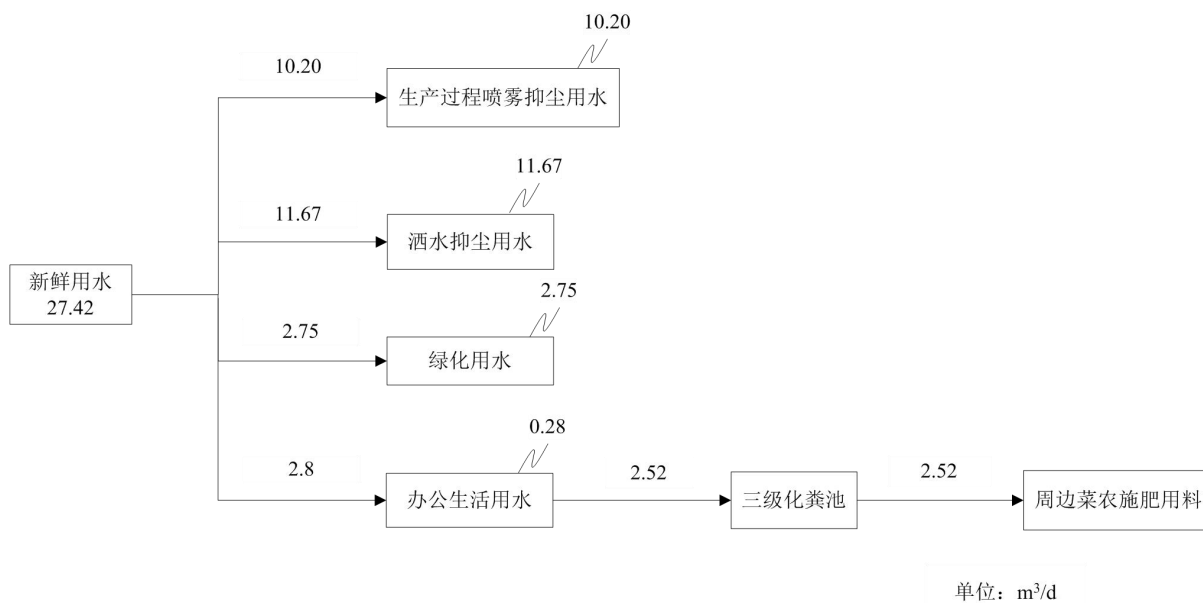 10.20
10.20
生产过程喷雾抑尘用水
11.67
11.67
洒水抑尘用水
新鲜用水
27.42
2.75
2.75
绿化用水
0.28
2.8
办公生活用水
2.52
三级化粪池
2.52
周边菜农施肥用料
单位：m³/d